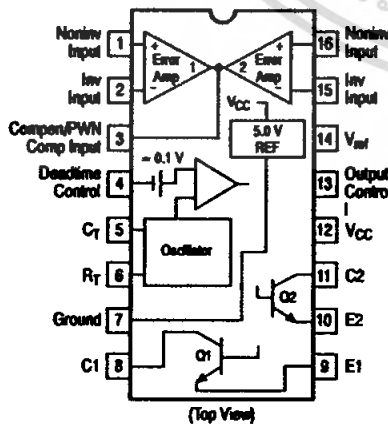 Noninv
Input
1
+
Error
Amp
1
2
Error
Amp
+
16
Noninv
Input
Inv
Input
2
–
–
15
Inv
Input
VCC
Compen/PWN
Comp Input
3
5.0 V
REF
14
Vref
≈ 0.1 V
Deadtime
Control
4
13
Output
Control
CT
5
Oscillator
12
VCC
RT
6
11
C2
Q2
Ground
7
10
E2
C1
8
Q1
9
E1
(Top View)